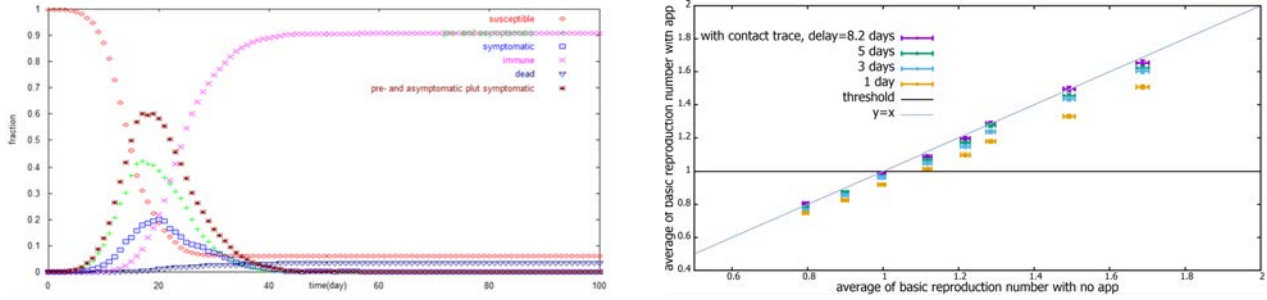 1
0.9
0.8
0.7
0.6
0.5
0.4
0.3
0.2
0.1
0
fraction
susceptible
symptomatic
immune
dead
pre- and asymptomatic plut symptomatic
0 20 40 60 80 100
time(day)
2
1.8
1.6
1.4
1.2
1
0.8
0.6
0.4
average of basic reproduction number with app
with contact trace, delay=8.2 days
5 days
3 days
1 day
threshold
y=x
0.6 0.8 1 1.2 1.4 1.6 1.8 2
average of basic reproduction number with no app